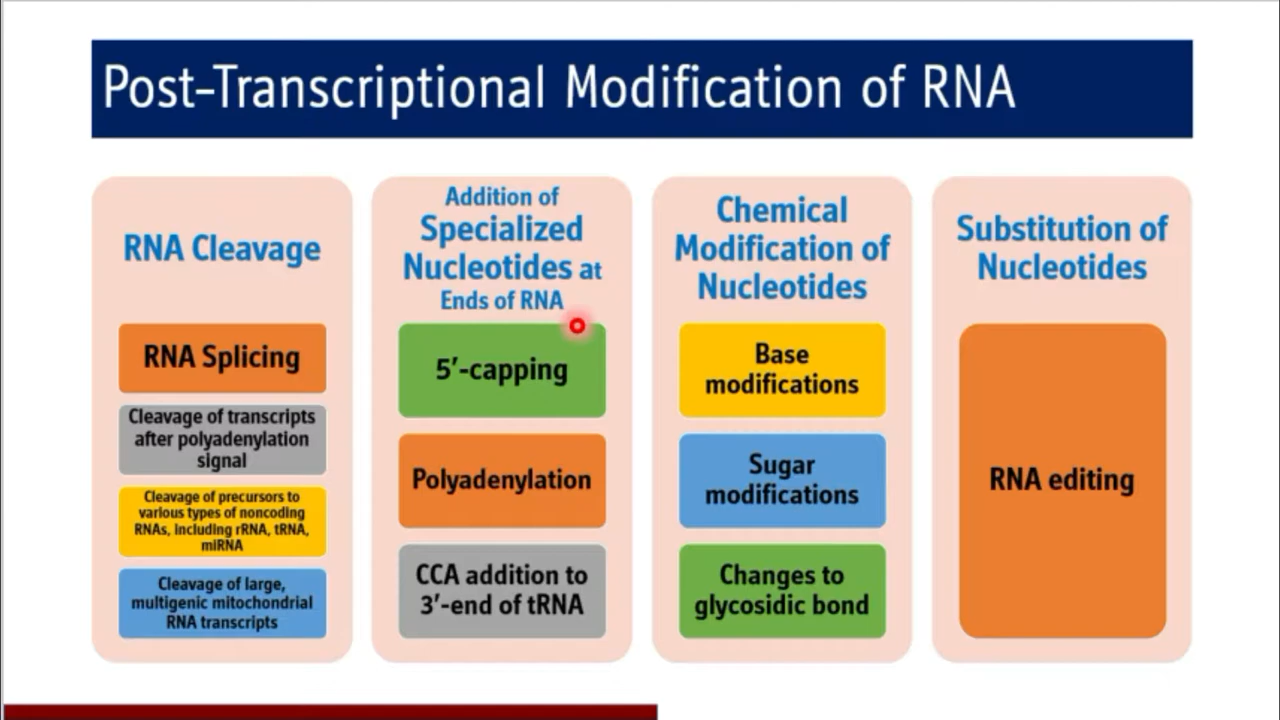 Post-Transcriptional Modification of RNA
RNA Cleavage
RNA Splicing
Cleavage of transcripts
after polyadenylation
signal
Cleavage of precursors to
various types of noncoding
RNAs, including rRNA, tRNA,
miRNA
Cleavage of large,
multigenic mitochondrial
RNA transcripts
Addition of
Specialized
Nucleotides at
Ends of RNA
5′-capping
Polyadenylation
CCA addition to
3′-end of tRNA
Chemical
Modification of
Nucleotides
Base
modifications
Sugar
modifications
Changes to
glycosidic bond
Substitution of
Nucleotides
RNA editing